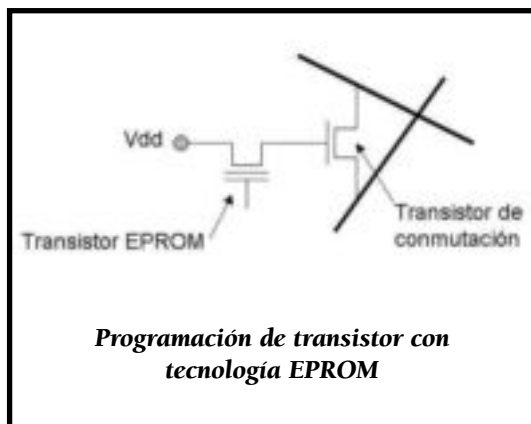 Vdd
Transistor EPROM
Transistor de
conmutación
Programación de transistor con
tecnología EPROM